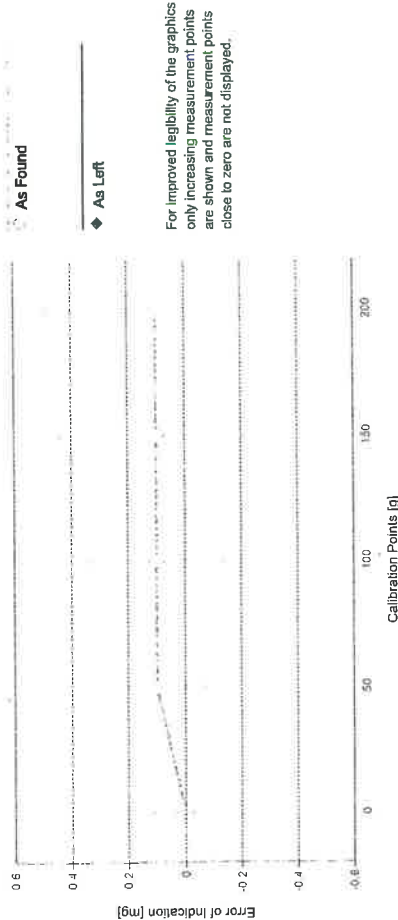 As Found
As Left
For improved legibility of the graphics
only increasing measurement points
are shown and measurement points
close to zero are not displayed.
Error of Indication [mg]
0 6
0 4
0 2
0
-0 2
-0 4
-0.6
0
50
100
150
200
Calibration Points [g]